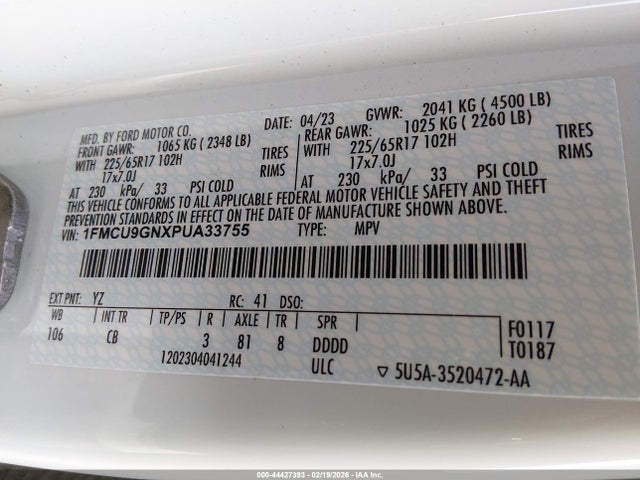 MFD. BY FORD MOTOR CO.
DATE: 04/23 GVWR: 2041 KG ( 4500 LB)
FRONT GAWR: 1065 KG ( 2348 LB) REAR GAWR: 1025 KG ( 2260 LB)
WITH 225/65R17 102H TIRES WITH 225/65R17 102H TIRES
17x7.0J RIMS 17x7.0J RIMS
AT 230 kPa/ 33 PSI COLD AT 230 kPa/ 33 PSI COLD
THIS VEHICLE CONFORMS TO ALL APPLICABLE FEDERAL MOTOR VEHICLE SAFETY AND THEFT
PREVENTION STANDARDS IN EFFECT ON THE DATE OF MANUFACTURE SHOWN ABOVE.
VIN: 1FMCU9GNXPUA33755 TYPE: MPV
EXT PNT: YZ RC: 41 DSO:
WB INT TR TP/PS R AXLE TR SPR
106 CB 3 81 8 DDDD
F0117
T0187
1202304041244 ULC ▽ 5U5A-3520472-AA
000-44427393 - 02/19/2026 - IAA Inc.